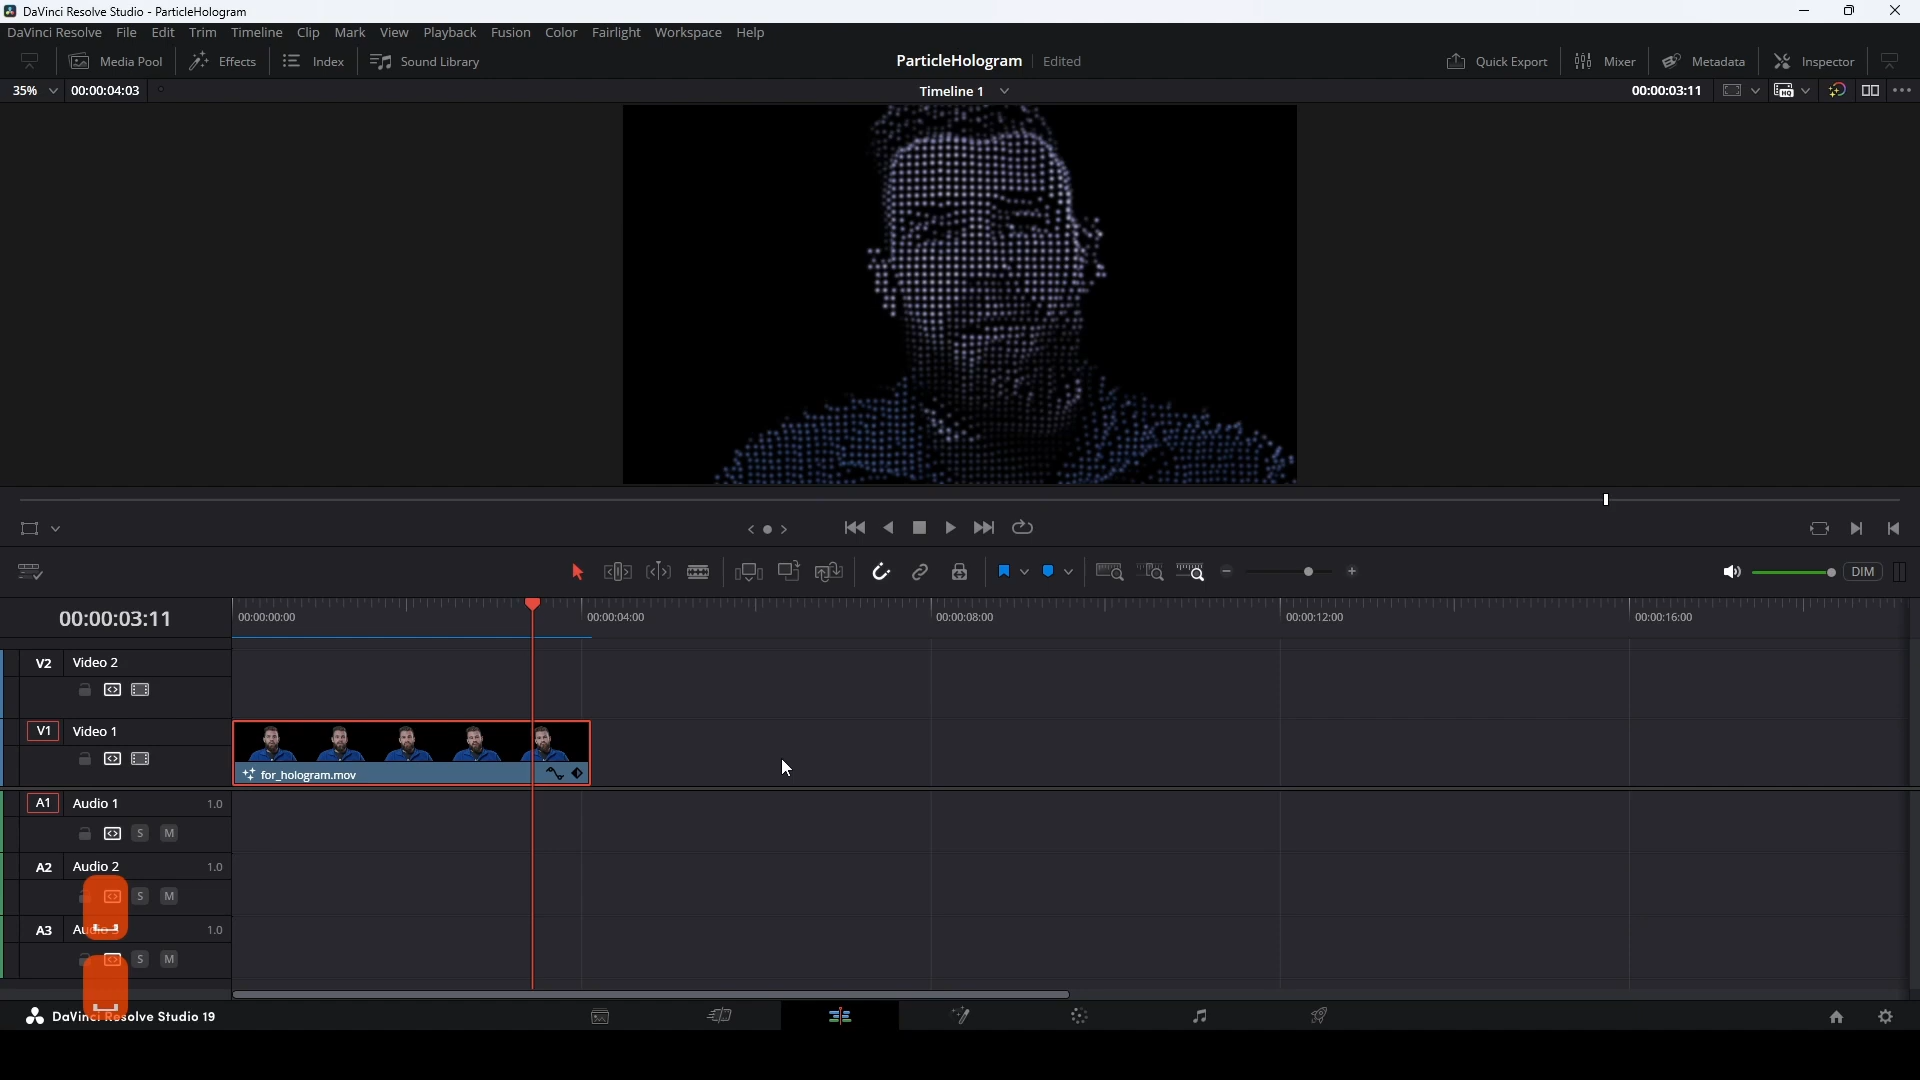 DaVinci Resolve Studio - ParticleHologram
DaVinci Resolve File Edit Trim Timeline Clip Mark View Playback Fusion Color Fairlight Workspace Help
Media Pool Effects Index Sound Library ParticleHologram Edited Quick Export Mixer Metadata Inspector
35% 00:00:04:03 Timeline 1 00:00:03:11 HQ
DIM
00:00:03:11 00:00:00:00 00:00:04:00 00:00:08:00 00:00:12:00 00:00:16:00
V2 Video 2
V1 Video 1
for_hologram.mov
A1 Audio 1 1.0
S M
A2 Audio 2 1.0
S M
A3 1.0
S M
DaVinci Resolve Studio 19